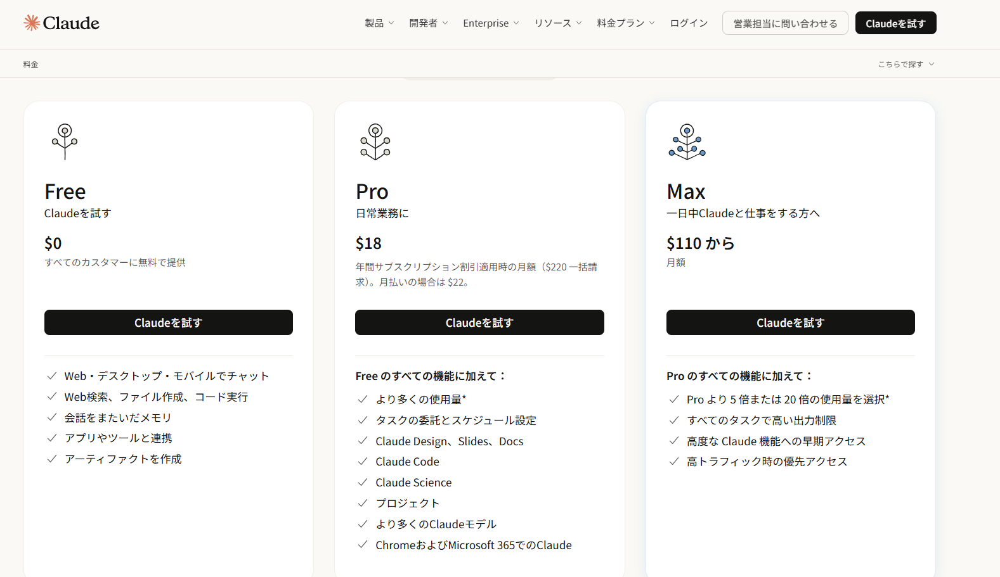 Claude
製品
開発者
Enterprise
リソース
料金プラン
ログイン
営業担当に問い合わせる
Claudeを試す
料金
こちらで探す
Free
Claudeを試す
$0
すべてのカスタマーに無料で提供
Claudeを試す
Web・デスクトップ・モバイルでチャット
Web検索、ファイル作成、コード実行
会話をまたいだメモリ
アプリやツールと連携
アーティファクトを作成
Pro
日常業務に
$18
年間サブスクリプション割引適用時の月額（$220 一括請
求）。月払いの場合は $22。
Claudeを試す
Free のすべての機能に加えて：
より多くの使用量*
タスクの委託とスケジュール設定
Claude Design、Slides、Docs
Claude Code
Claude Science
プロジェクト
より多くのClaudeモデル
ChromeおよびMicrosoft 365でのClaude
Max
一日中Claudeと仕事をする方へ
$110 から
月額
Claudeを試す
Pro のすべての機能に加えて：
Pro より 5 倍または 20 倍の使用量を選択*
すべてのタスクで高い出力制限
高度な Claude 機能への早期アクセス
高トラフィック時の優先アクセス